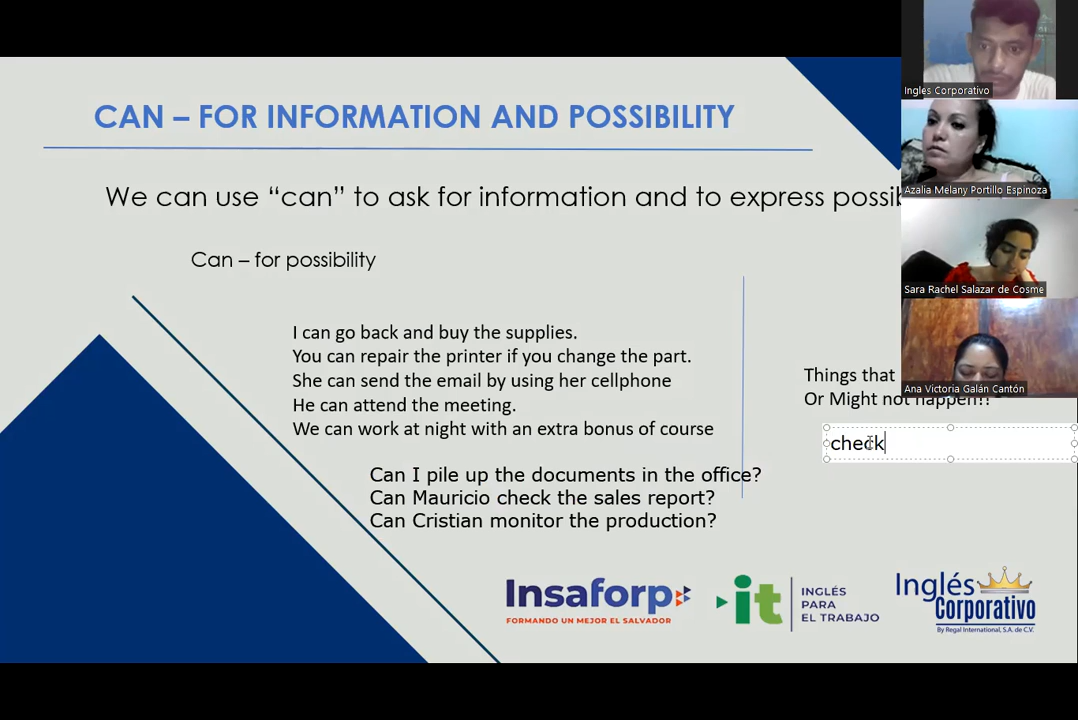 CAN – FOR INFORMATION AND POSSIBILITY
We can use “can” to ask for information and to express possib
Can – for possibility
I can go back and buy the supplies.
You can repair the printer if you change the part.
She can send the email by using her cellphone
He can attend the meeting.
We can work at night with an extra bonus of course
Can I pile up the documents in the office?
Can Mauricio check the sales report?
Can Cristian monitor the production?
Things that
Or Might not happen!!
check
Insaforp
FORMANDO UN MEJOR EL SALVADOR
it
INGLÉS
PARA
EL TRABAJO
Inglés
Corporativo
By Regal International, S.A. de C.V.
Ingles Corporativo
Azalia Melany Portillo Espinoza
Sara Rachel Salazar de Cosme
Ana Victoria Galán Cantón